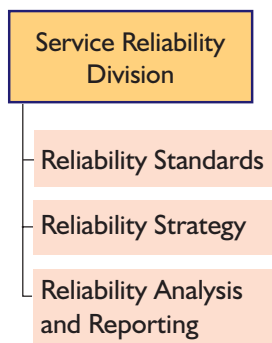 Service Reliability
Division
Reliability Standards
Reliability Strategy
Reliability Analysis
and Reporting